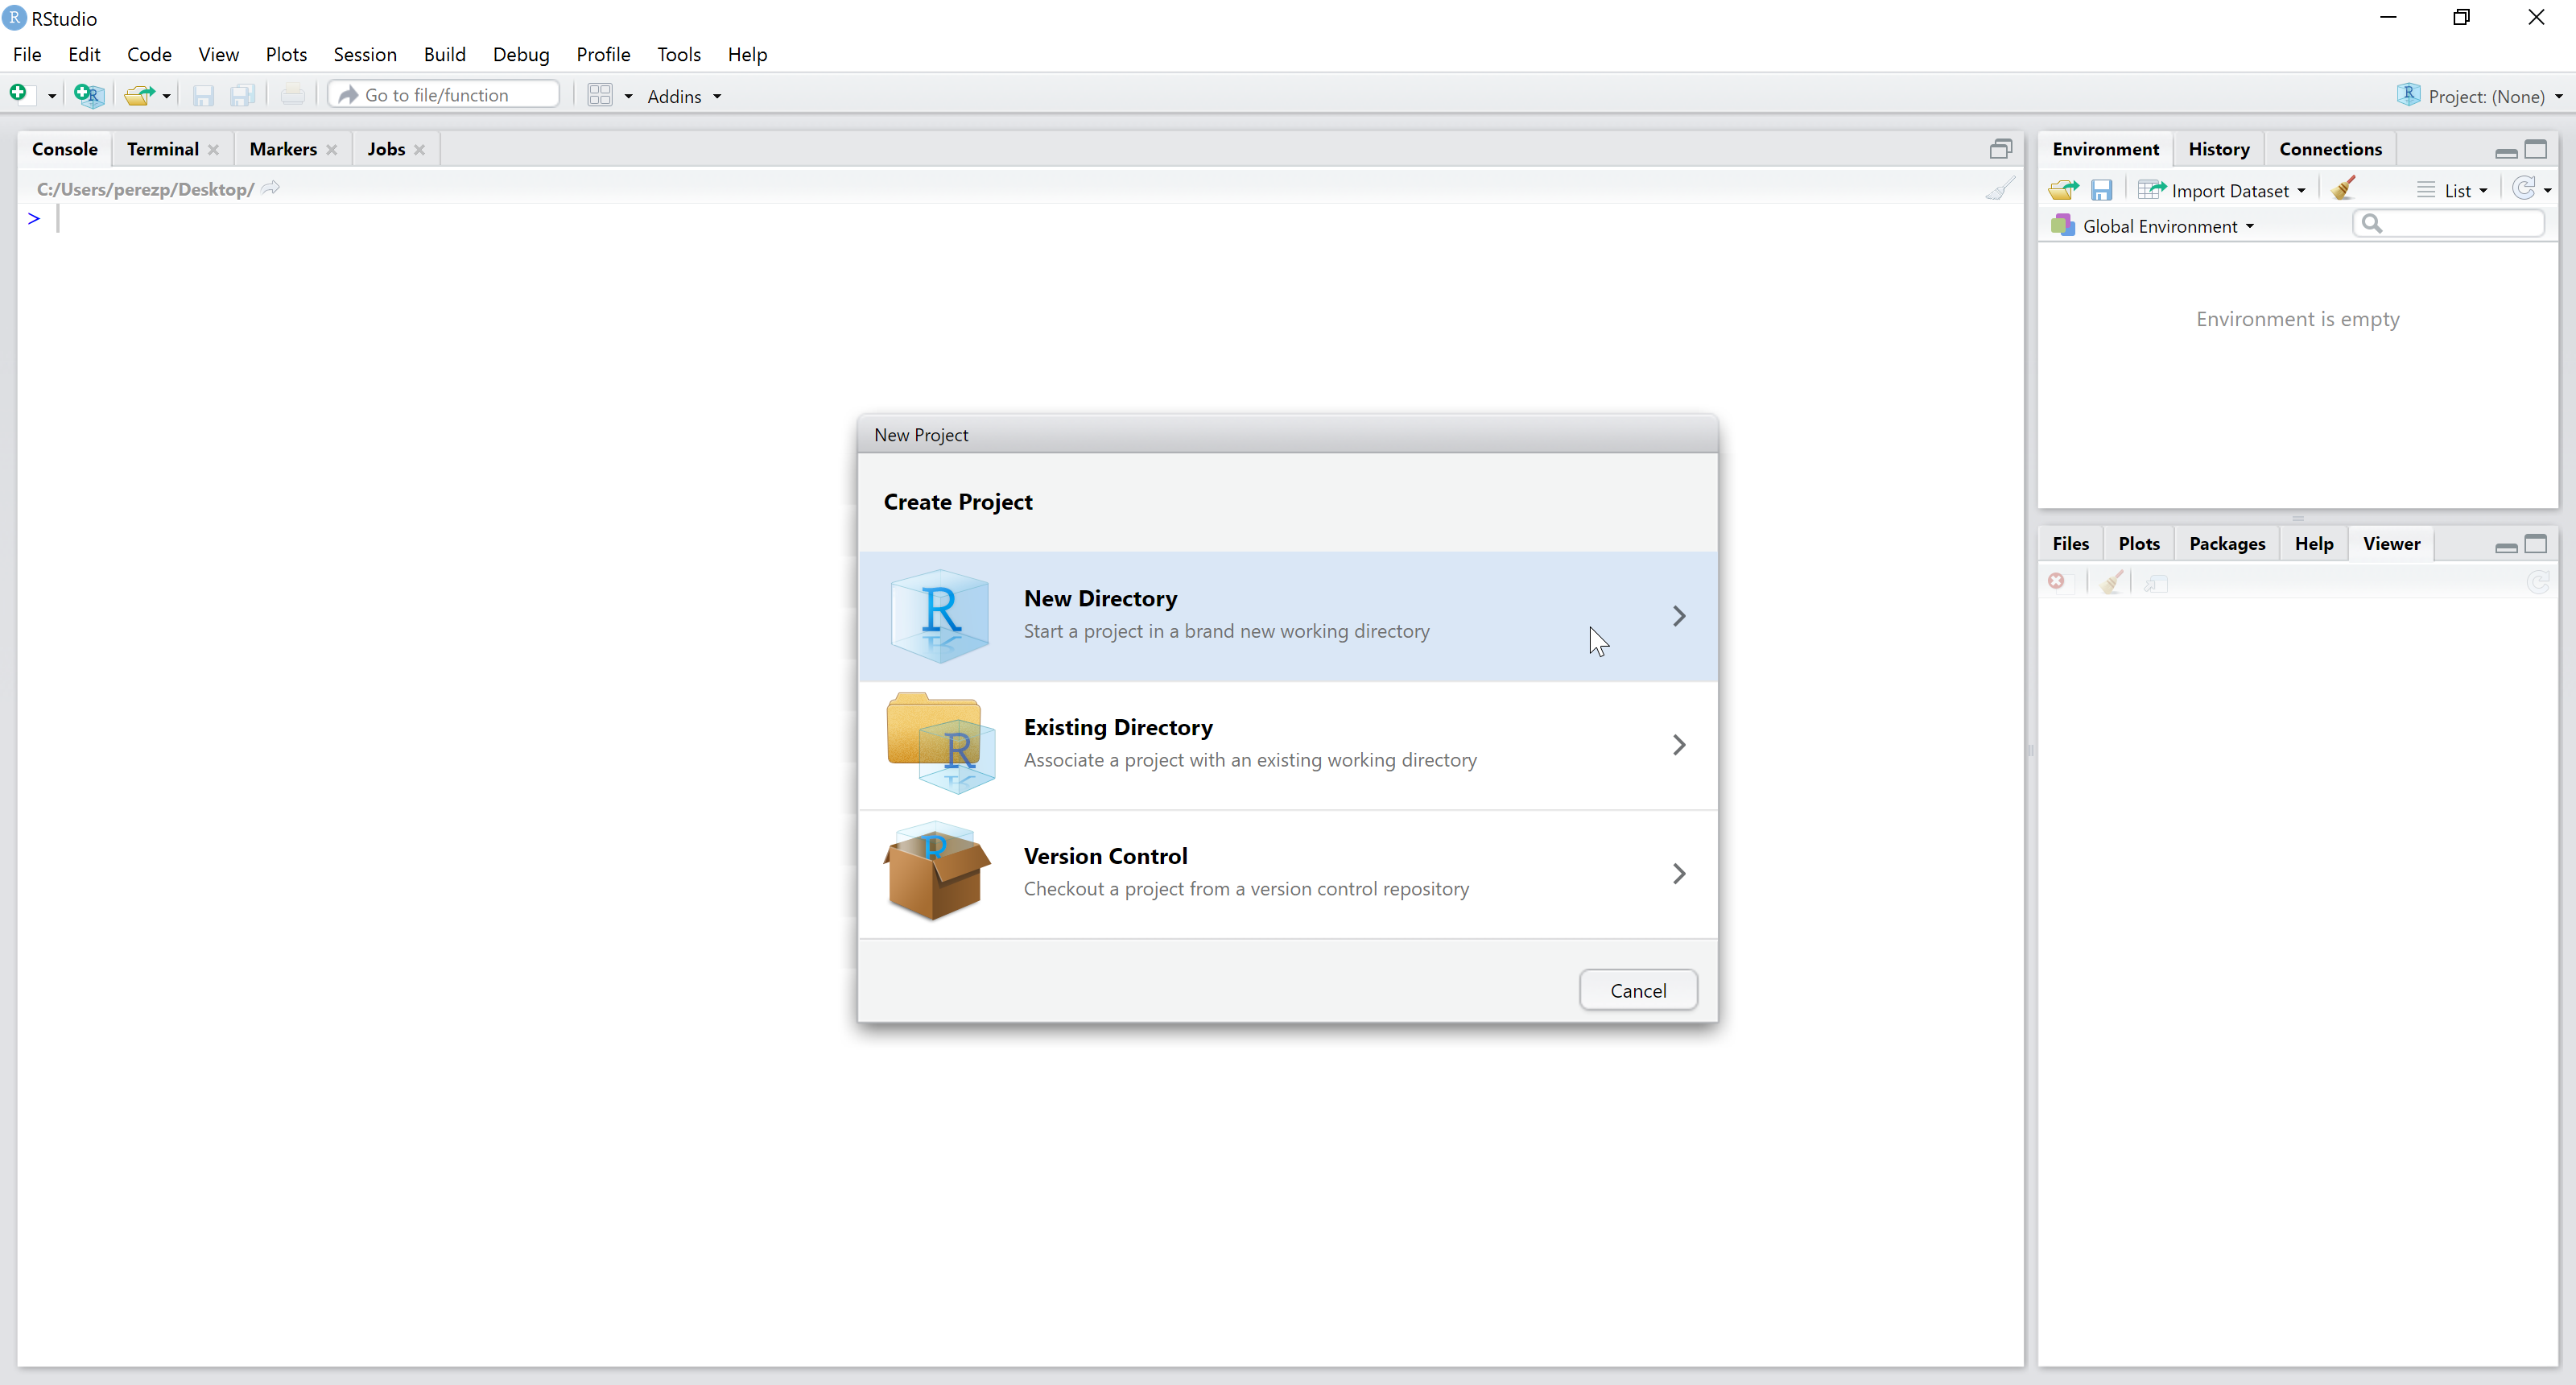 RStudio
File Edit Code View Plots Session Build Debug Profile Tools Help
Go to file/function Addins Project: (None)
Console Terminal Markers Jobs
C:/Users/perezp/Desktop/
>
Environment History Connections
Import Dataset List
Global Environment
Environment is empty
Files Plots Packages Help Viewer
New Project
Create Project
New Directory
Start a project in a brand new working directory
Existing Directory
Associate a project with an existing working directory
Version Control
Checkout a project from a version control repository
Cancel